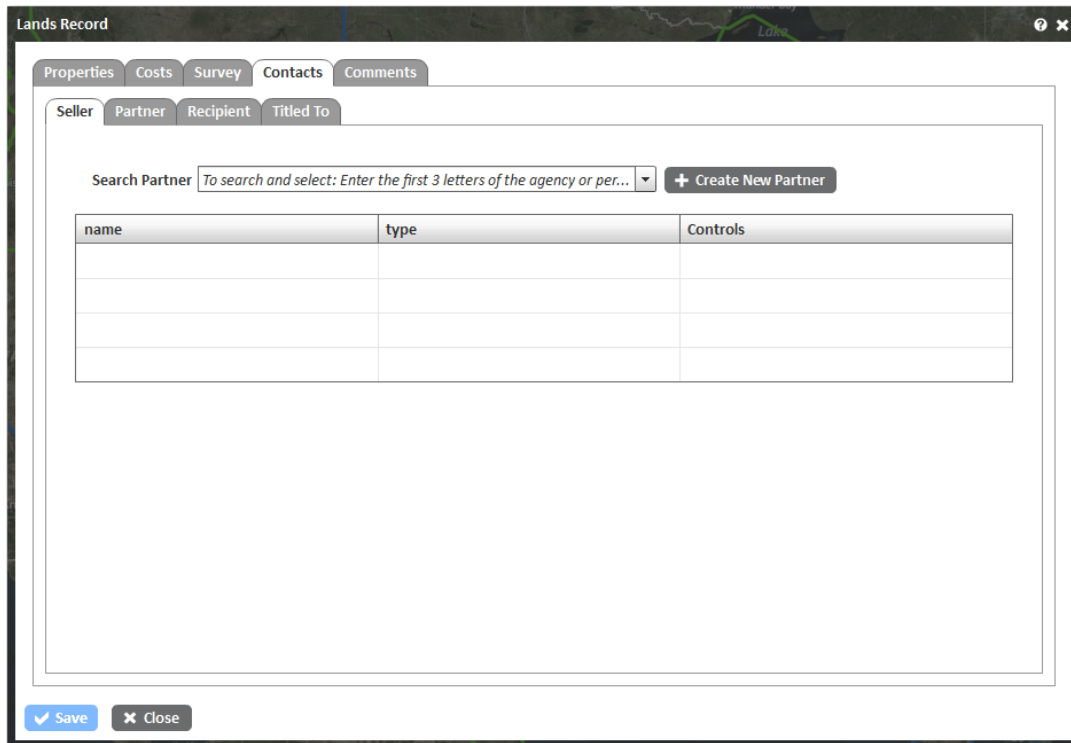 Lands Record
Properties Costs Survey Contacts Comments
Seller Partner Recipient Titled To
Search Partner To search and select: Enter the first 3 letters of the agency or per... Create New Partner
name type Controls
Save Close
Lake